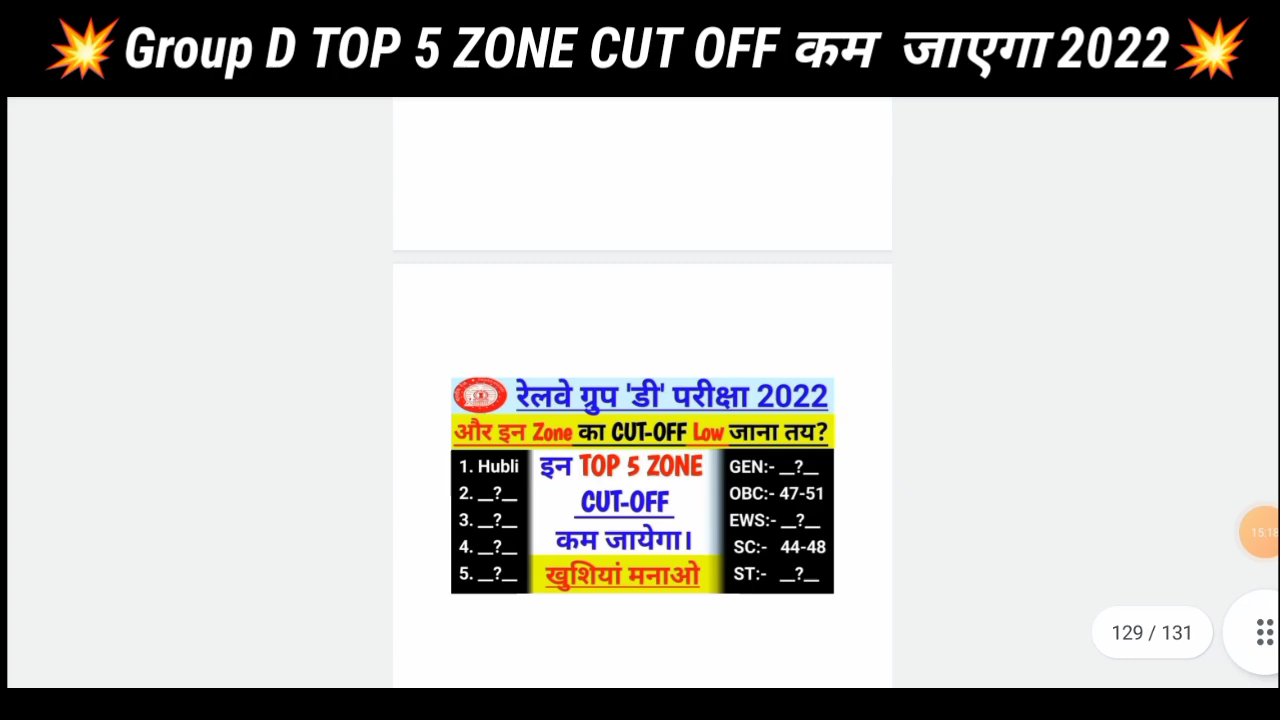 Group D TOP 5 ZONE CUT OFF कम जाएगा 2022
रेलवे ग्रुप 'डी' परीक्षा 2022
और इन Zone का CUT-OFF Low जाना तय?
1. Hubli
2. __?__
3. __?__
4. __?__
5. __?__
इन TOP 5 ZONE
CUT-OFF
कम जायेगा।
खुशियां मनाओ
GEN:- __?__
OBC:- 47-51
EWS:- __?__
SC:- 44-48
ST:- __?__
15:18
129 / 131